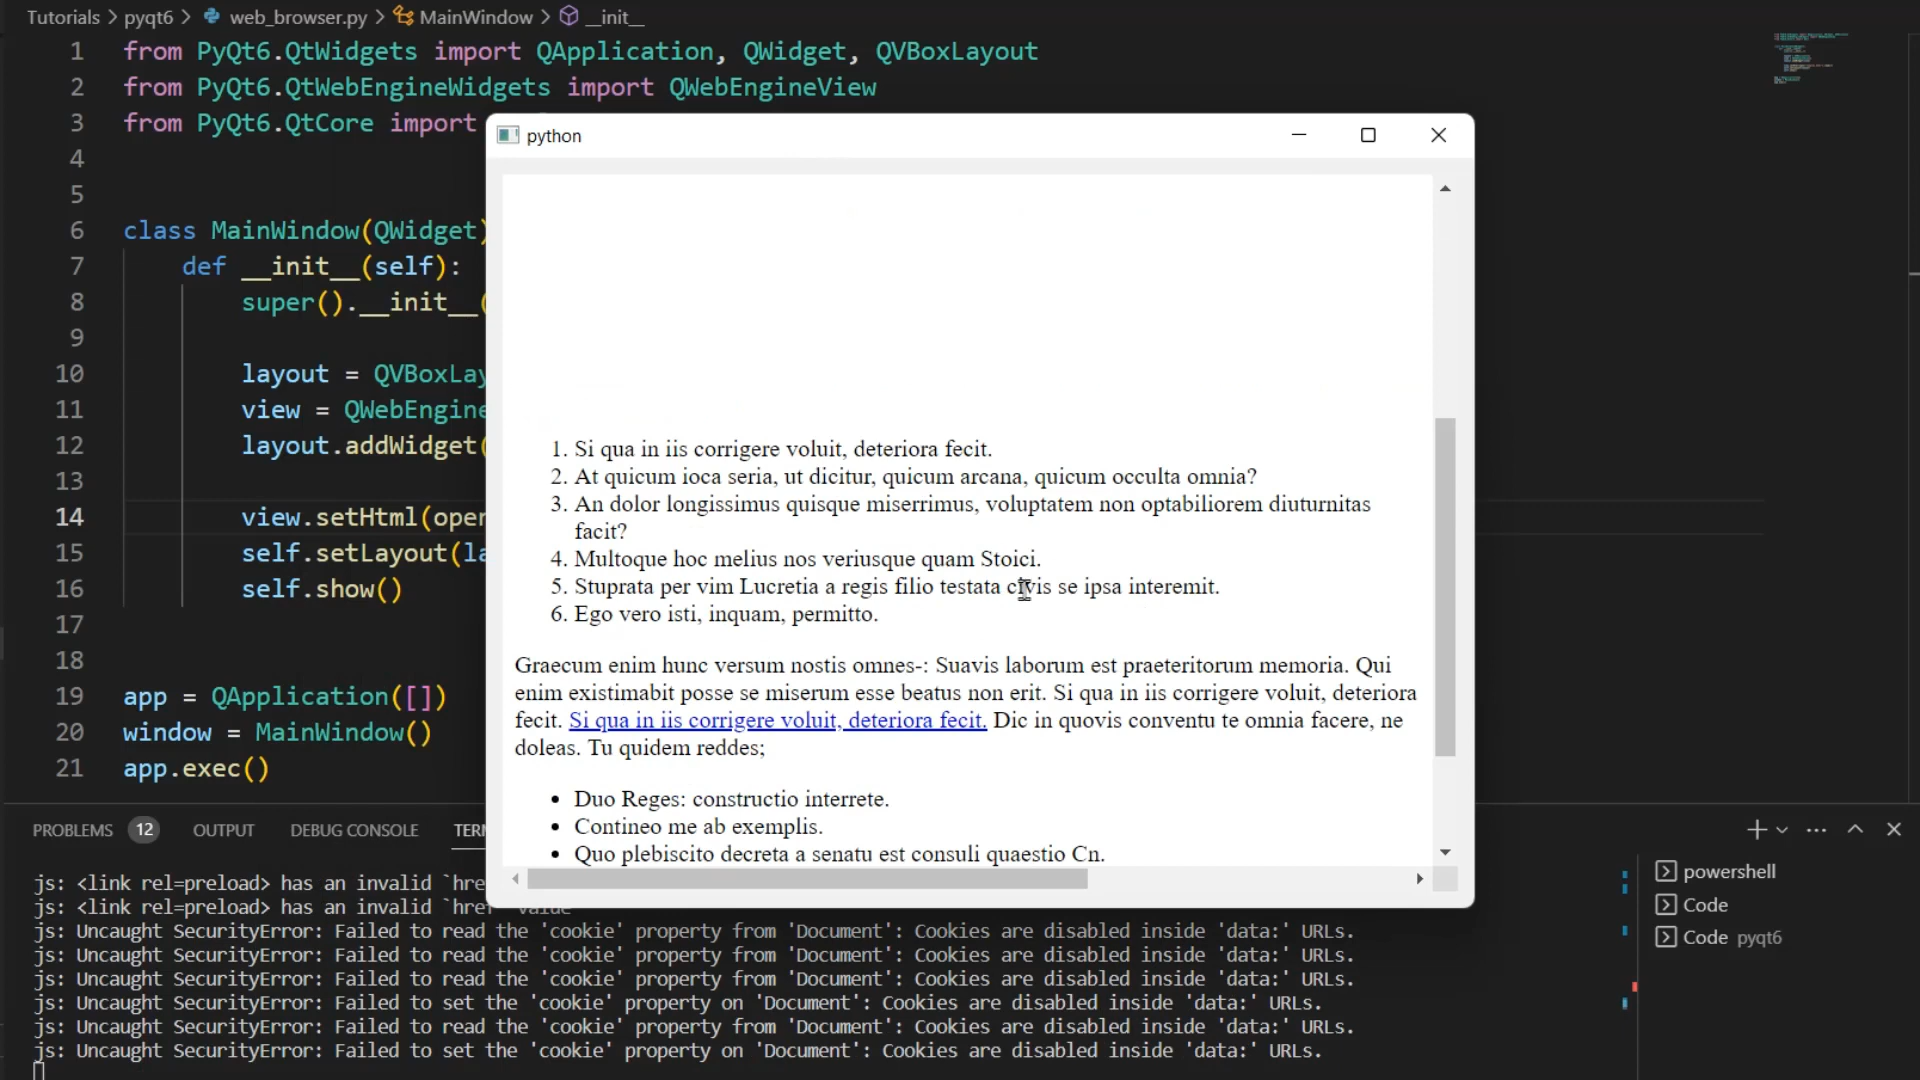 Tutorials > pyqt6 > web_browser.py > MainWindow > __init__
1 from PyQt6.QtWidgets import QApplication, QWidget, QVBoxLayout
2 from PyQt6.QtWebEngineWidgets import QWebEngineView
3 from PyQt6.QtCore import
4
5
6 class MainWindow(QWidget)
7 def __init__(self):
8 super().__init__(
9
10 layout = QVBoxLay
11 view = QWebEngine
12 layout.addWidget(
13
14 view.setHtml(oper
15 self.setLayout(la
16 self.show()
17
18
19 app = QApplication([])
20 window = MainWindow()
21 app.exec()
python
1. Si qua in iis corrigere voluit, deteriora fecit.
2. At quicum ioca seria, ut dicitur, quicum arcana, quicum occulta omnia?
3. An dolor longissimus quisque miserrimus, voluptatem non optabiliorem diuturnitas
facit?
4. Multoque hoc melius nos veriusque quam Stoici.
5. Stuprata per vim Lucretia a regis filio testata civis se ipsa interemit.
6. Ego vero isti, inquam, permitto.
Graecum enim hunc versum nostis omnes-: Suavis laborum est praeteritorum memoria. Qui
enim existimabit posse se miserum esse beatus non erit. Si qua in iis corrigere voluit, deteriora
fecit. Si qua in iis corrigere voluit, deteriora fecit. Dic in quovis conventu te omnia facere, ne
doleas. Tu quidem reddes;
• Duo Reges: constructio interrete.
• Contineo me ab exemplis.
• Quo plebiscito decreta a senatu est consuli quaestio Cn.
PROBLEMS 12 OUTPUT DEBUG CONSOLE TERM
js: <link rel=preload> has an invalid `hre
js: <link rel=preload> has an invalid `href` value
js: Uncaught SecurityError: Failed to read the 'cookie' property from 'Document': Cookies are disabled inside 'data:' URLs.
js: Uncaught SecurityError: Failed to read the 'cookie' property from 'Document': Cookies are disabled inside 'data:' URLs.
js: Uncaught SecurityError: Failed to read the 'cookie' property from 'Document': Cookies are disabled inside 'data:' URLs.
js: Uncaught SecurityError: Failed to set the 'cookie' property on 'Document': Cookies are disabled inside 'data:' URLs.
js: Uncaught SecurityError: Failed to read the 'cookie' property from 'Document': Cookies are disabled inside 'data:' URLs.
js: Uncaught SecurityError: Failed to set the 'cookie' property on 'Document': Cookies are disabled inside 'data:' URLs.
powershell
Code
Code pyqt6